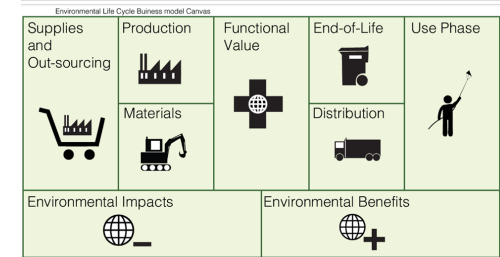 Environmental Life Cycle Buiness model Canvas
Supplies
and
Out-sourcing
Production
Materials
Functional
Value
End-of-Life
Distribution
Use Phase
Environmental Impacts
Environmental Benefits